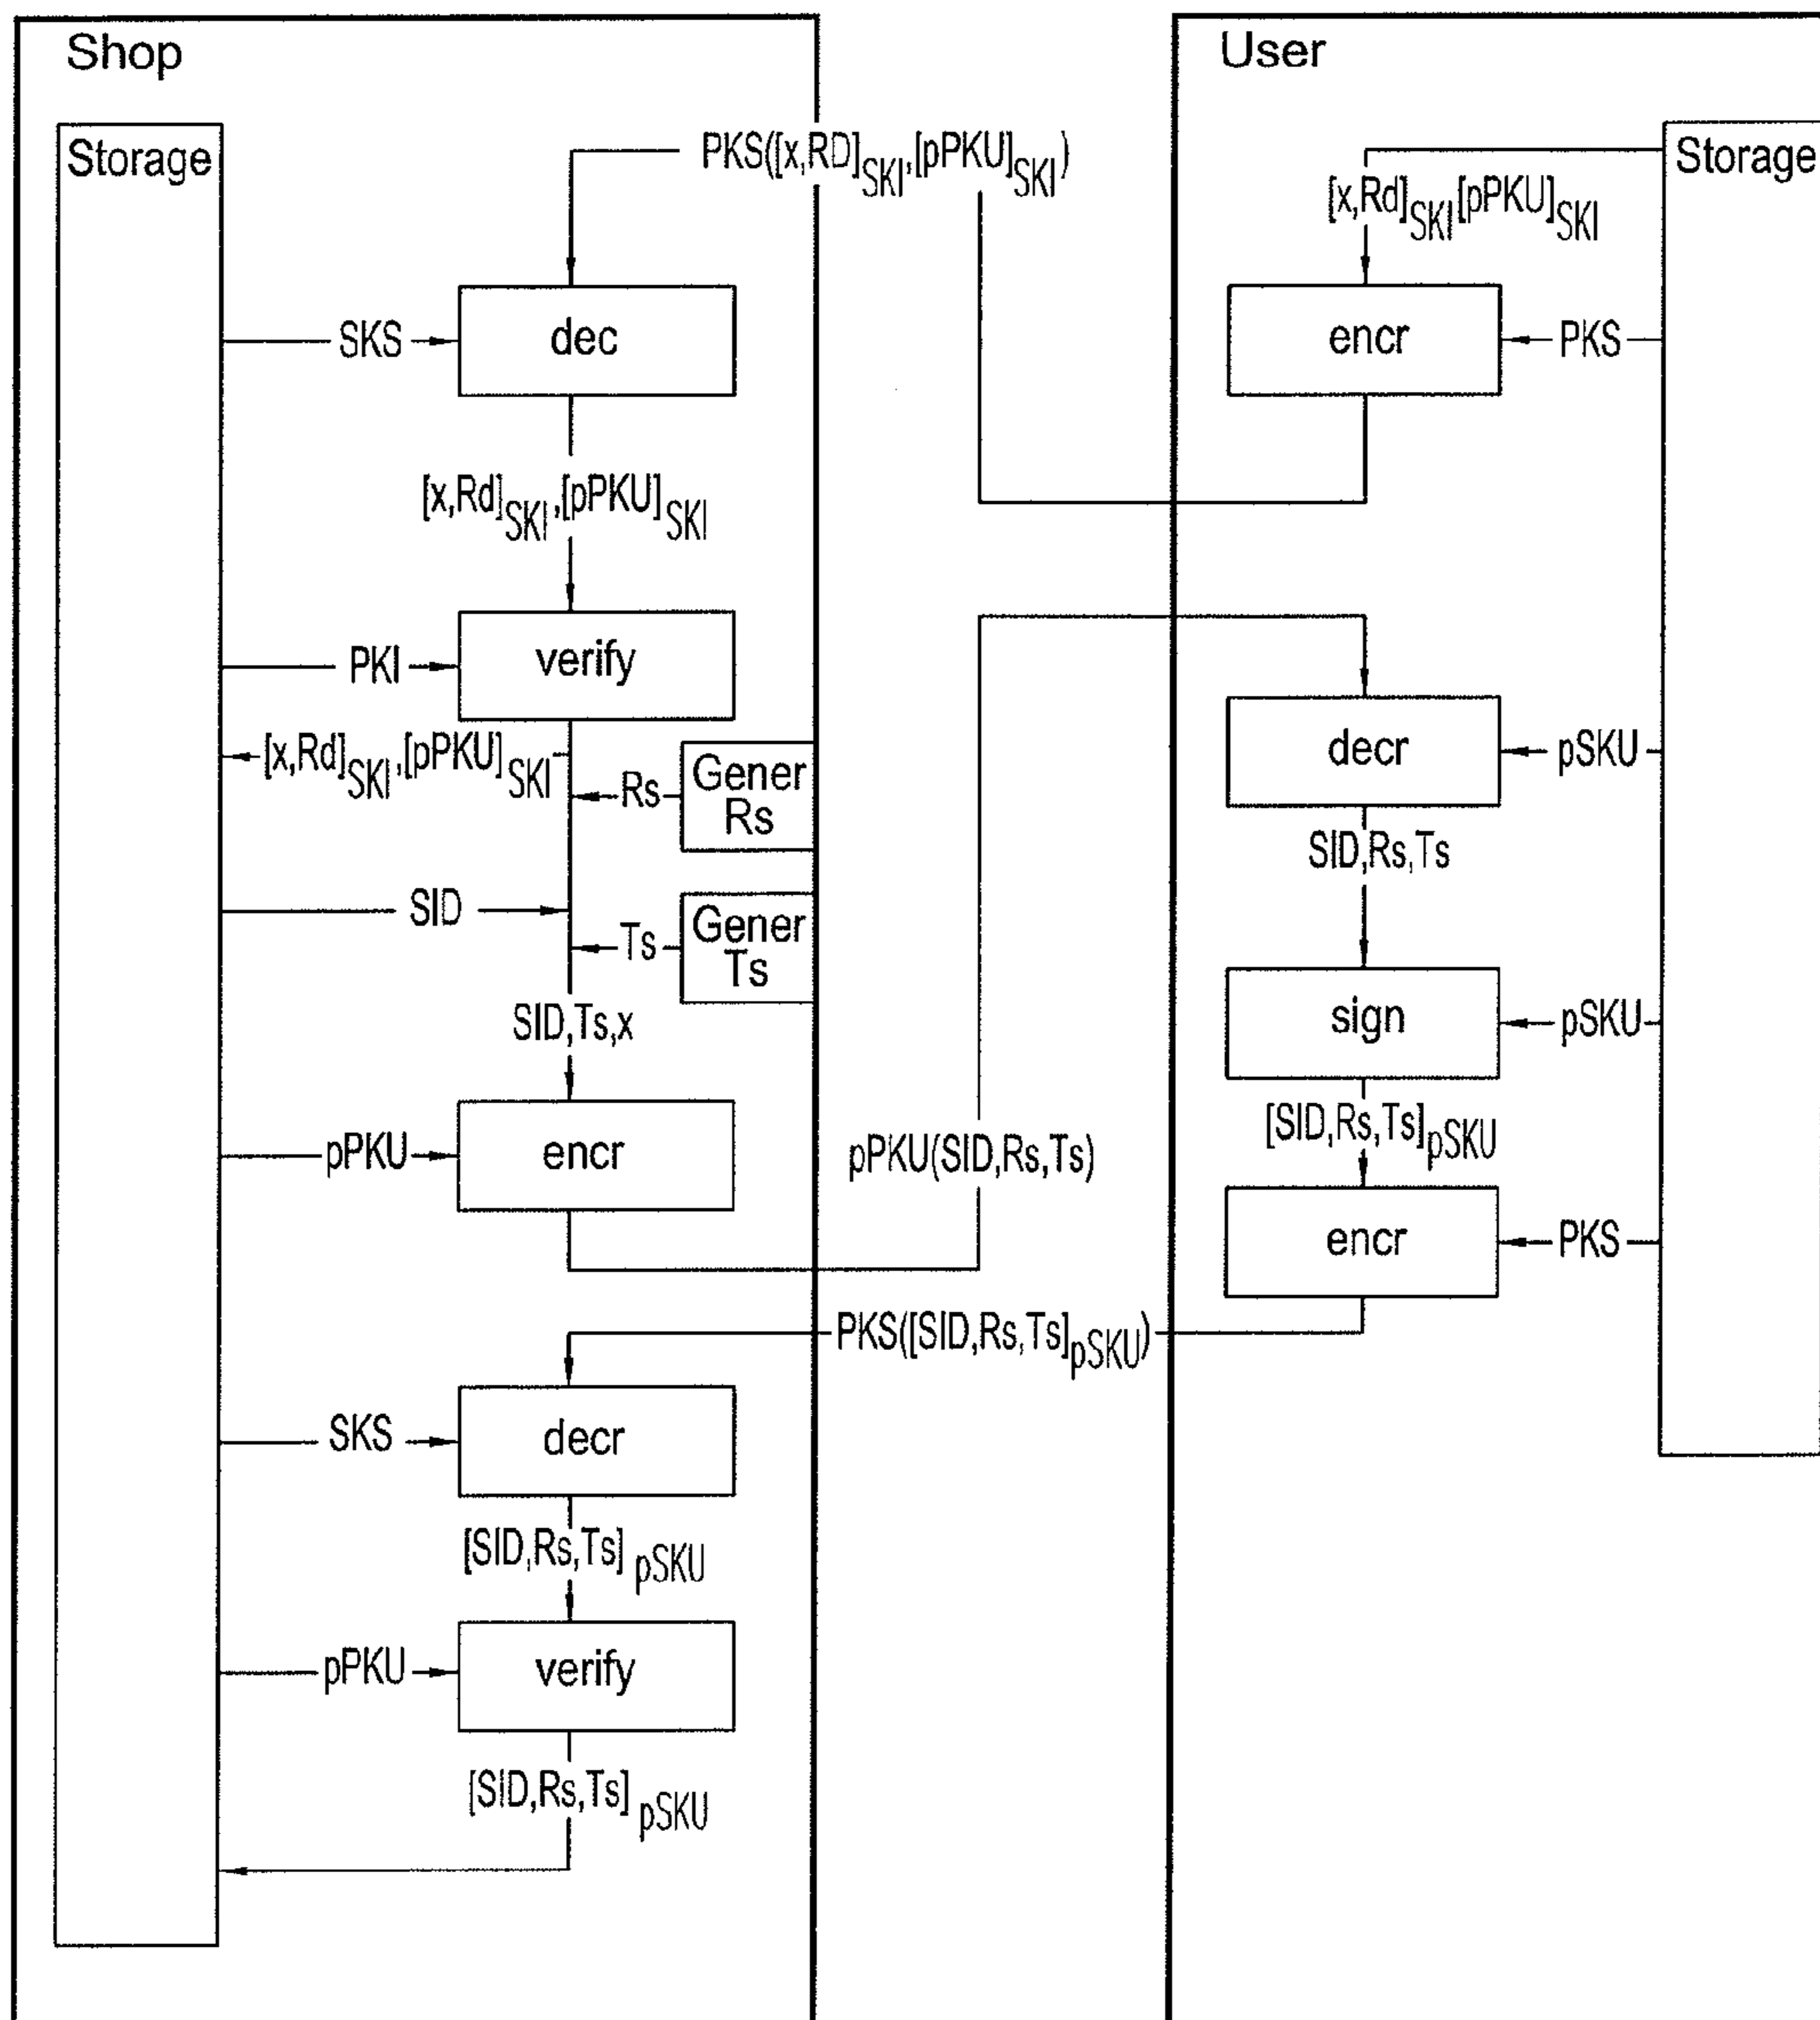 Shop
Storage
PKS([x,RD]SKI,[pPKU]SKI)
SKS
dec
[x,Rd]SKI,[pPKU]SKI
PKI
verify
[x,Rd]SKI,[pPKU]SKI
Rs
Gener
Rs
SID
Ts
Gener
Ts
SID,Ts,x
pPKU
encr
pPKU(SID,Rs,Ts)
PKS([SID,Rs,Ts]pSKU)
SKS
decr
[SID,Rs,Ts]pSKU
pPKU
verify
[SID,Rs,Ts]pSKU
User
Storage
[x,Rd]SKI[pPKU]SKI
encr
PKS
decr
pSKU
SID,Rs,Ts
sign
pSKU
[SID,Rs,Ts]pSKU
encr
PKS